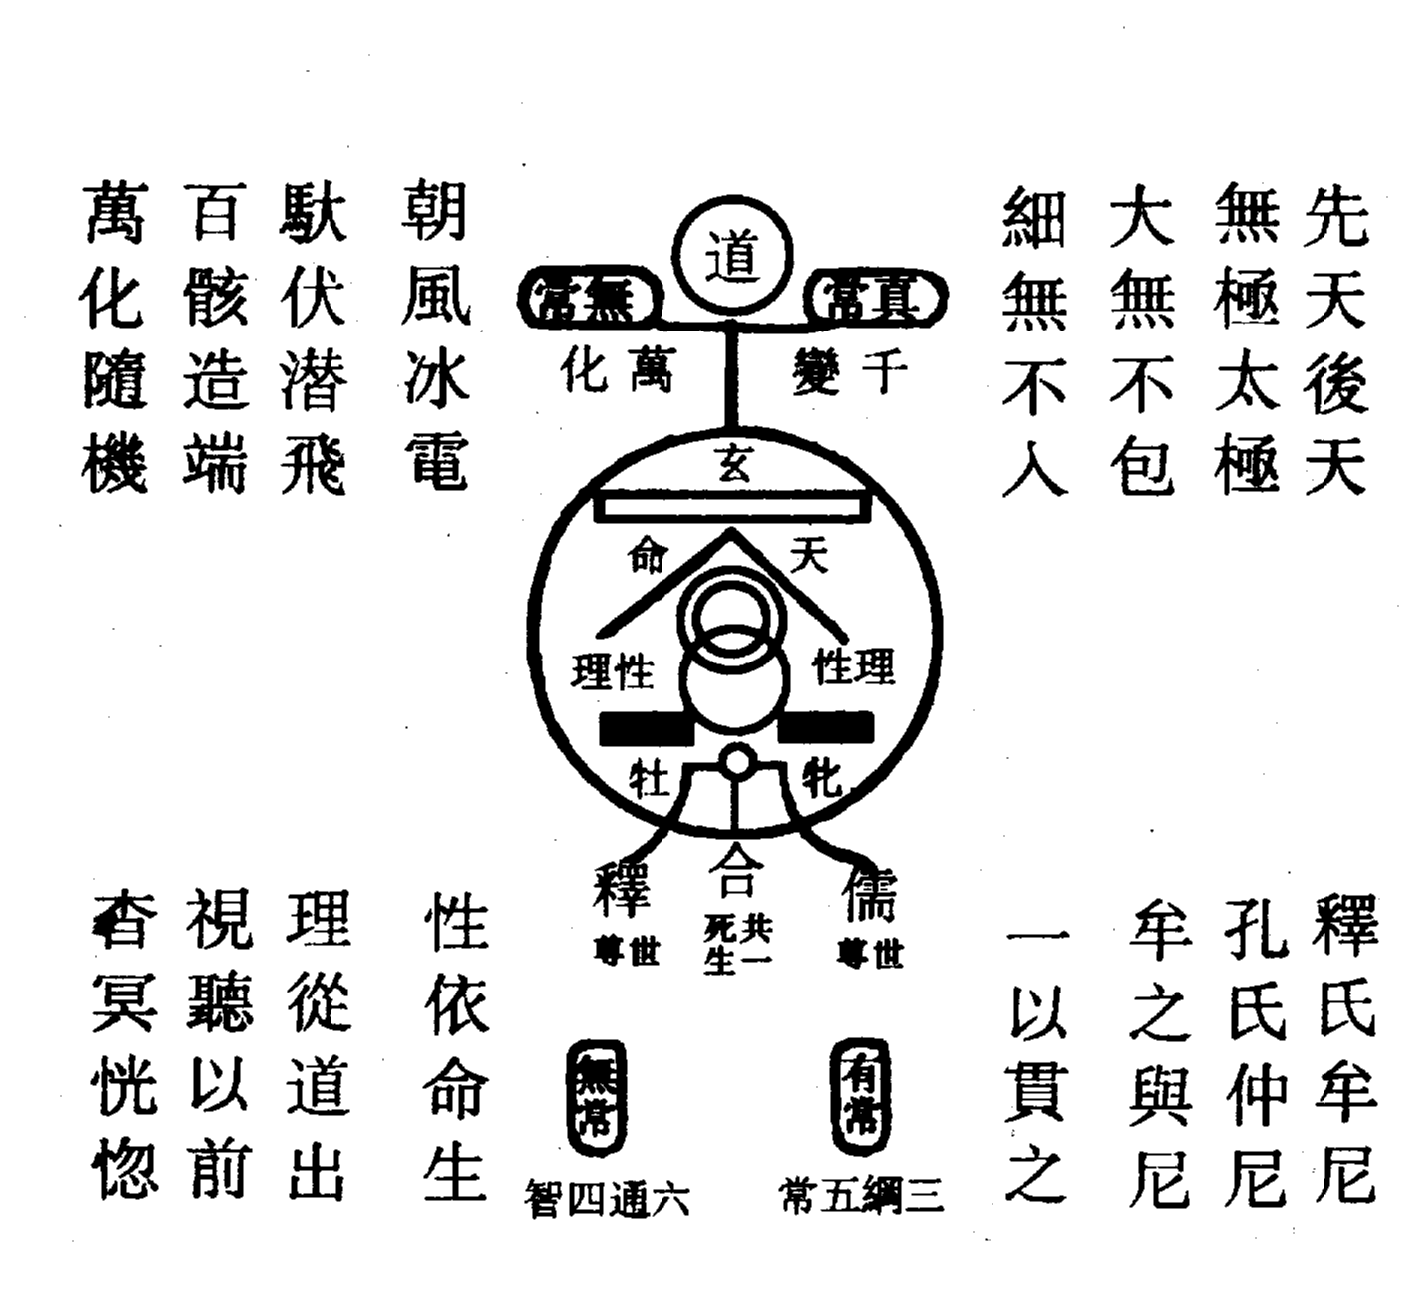 先天後天
無極太極
大無不包
細無不入
道
真常
無常
千變
萬化
玄
天命
理性
性理
牝
牡
儒
世尊
合
共一
死生
釋
世尊
有常
三綱五常
無常
六通四智
朝風冰電
馱伏潜飛
百骸造端
萬化隨機
釋氏牟尼
孔氏仲尼
牟之與尼
一以貫之
性依命生
理從道出
視聽以前
杳冥恍惚